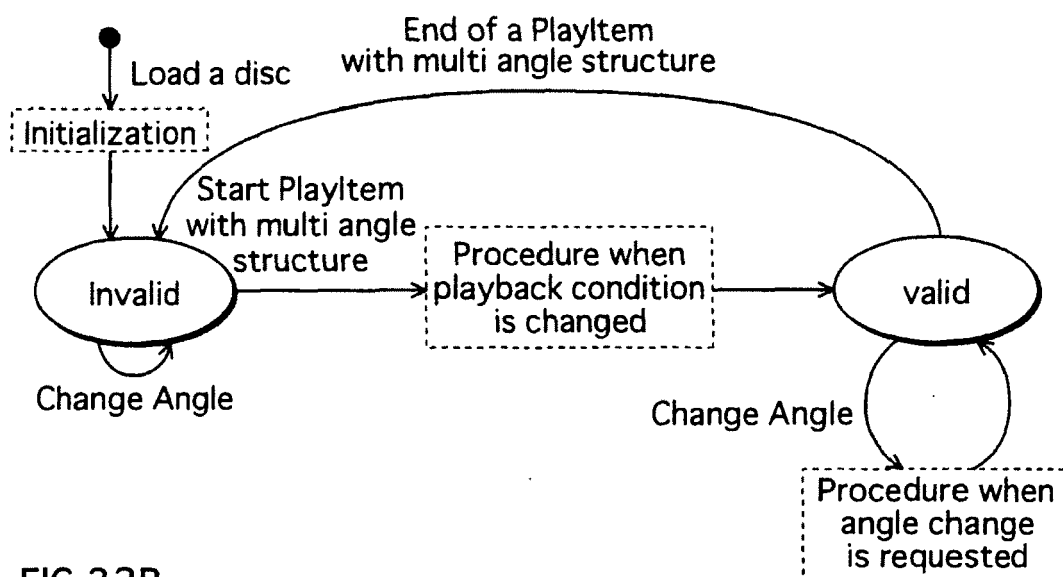 End of a PlayItem
with multi angle structure
Load a disc
Initialization
Start PlayItem
with multi angle
structure
Procedure when
playback condition
is changed
Invalid
valid
Change Angle
Change Angle
Procedure when
angle change
is requested